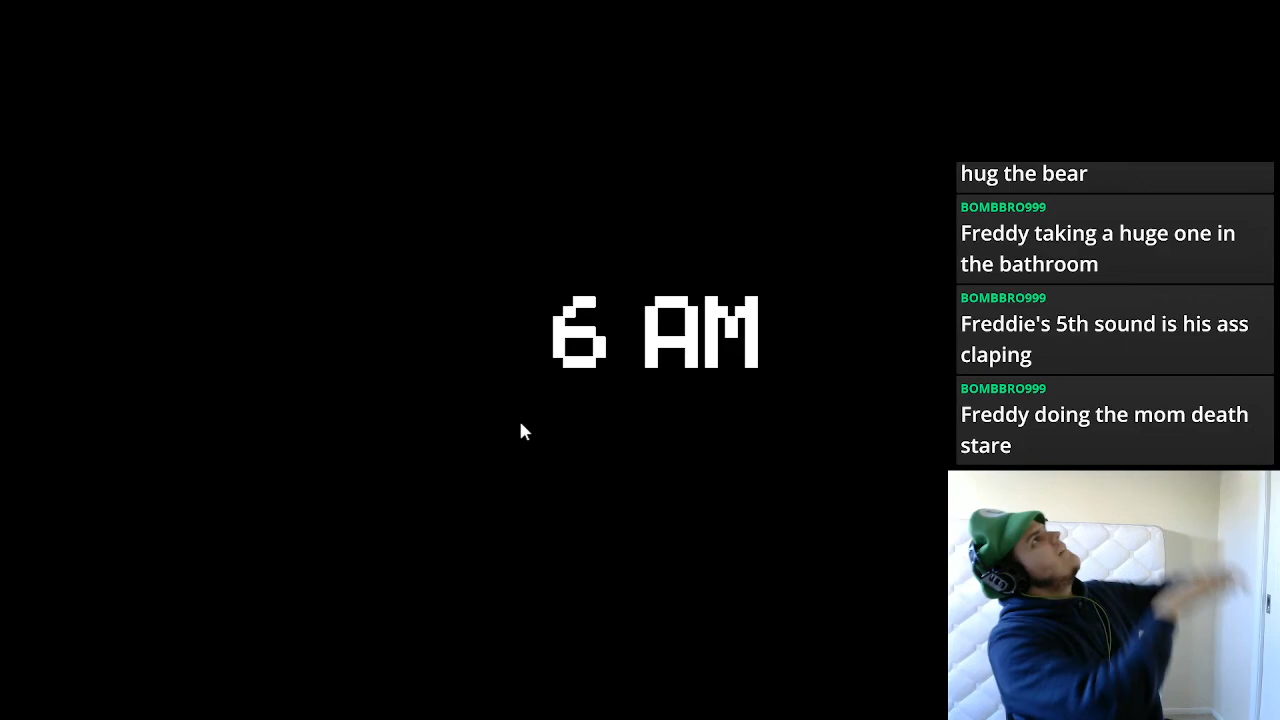 6 AM
hug the bear
BOMBBRO999
Freddy taking a huge one in
the bathroom
BOMBBRO999
Freddie's 5th sound is his ass
claping
BOMBBRO999
Freddy doing the mom death
stare